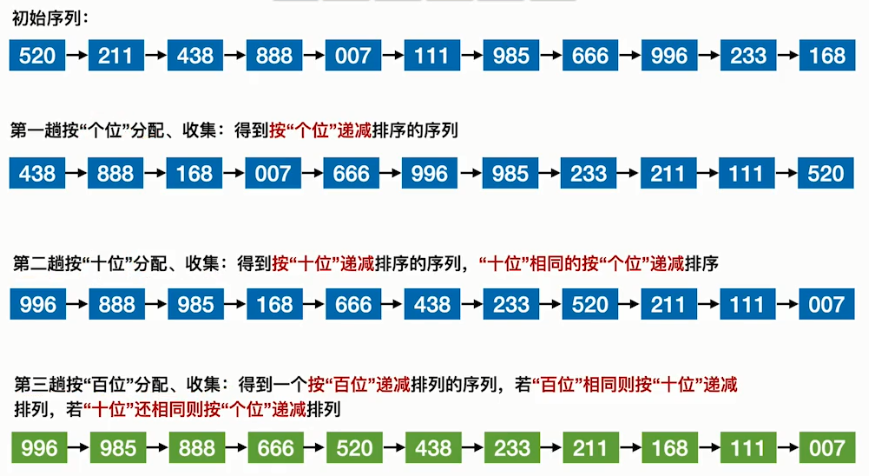 初始序列：
520 211 438 888 007 111 985 666 996 233 168
第一趟按“个位”分配、收集：得到按“个位”递减排序的序列
438 888 168 007 666 996 985 233 211 111 520
第二趟按“十位”分配、收集：得到按“十位”递减排序的序列，“十位”相同的按“个位”递减排序
996 888 985 168 666 438 233 520 211 111 007
第三趟按“百位”分配、收集：得到一个按“百位”递减排列的序列，若“百位”相同则按“十位”递减
排列，若“十位”还相同则按“个位”递减排列
996 985 888 666 520 438 233 211 168 111 007